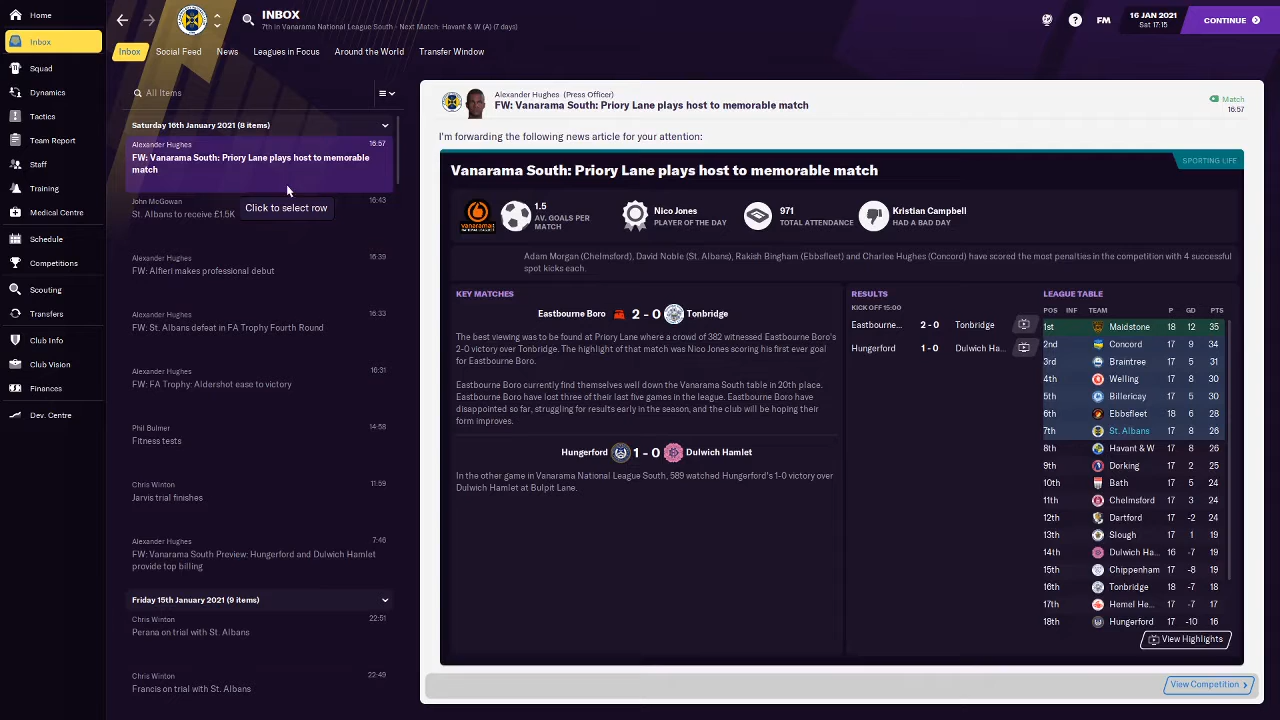 Home
Inbox
Squad
Dynamics
Tactics
Team Report
Staff
Training
Medical Centre
Schedule
Competitions
Scouting
Transfers
Club Info
Club Vision
Finances
Dev. Centre
INBOX
7th in Vanarama National League South - Next Match: Havant & W (A) (7 days)
FM
16 JAN 2021
Sat 17:15
CONTINUE
Inbox Social Feed News Leagues in Focus Around the World Transfer Window
All Items
Saturday 16th January 2021 (8 items)
Alexander Hughes 16:57
FW: Vanarama South: Priory Lane plays host to memorable
match
John McGowan 16:43
St. Albans to receive £1.5K
Click to select row
Alexander Hughes 16:39
FW: Alfieri makes professional debut
Alexander Hughes 16:33
FW: St. Albans defeat in FA Trophy Fourth Round
Alexander Hughes 16:31
FW: FA Trophy: Aldershot ease to victory
Phil Bulmer 14:58
Fitness tests
Chris Winton 11:59
Jarvis trial finishes
Alexander Hughes 7:46
FW: Vanarama South Preview: Hungerford and Dulwich Hamlet
provide top billing
Friday 15th January 2021 (9 items)
Chris Winton 22:51
Perana on trial with St. Albans
Chris Winton 22:49
Francis on trial with St. Albans
Alexander Hughes (Press Officer)
FW: Vanarama South: Priory Lane plays host to memorable match
Match
16:57
I'm forwarding the following news article for your attention:
SPORTING LIFE
Vanarama South: Priory Lane plays host to memorable match
vanarama
1.5
AV. GOALS PER
MATCH
Nico Jones
PLAYER OF THE DAY
971
TOTAL ATTENDANCE
Kristian Campbell
HAD A BAD DAY
Adam Morgan (Chelmsford), David Noble (St. Albans), Rakish Bingham (Ebbsfleet) and Charlee Hughes (Concord) have scored the most penalties in the competition with 4 successful
spot kicks each.
KEY MATCHES
Eastbourne Boro 2 - 0 Tonbridge
The best viewing was to be found at Priory Lane where a crowd of 382 witnessed Eastbourne Boro's
2-0 victory over Tonbridge. The highlight of that match was Nico Jones scoring his first ever goal
for Eastbourne Boro.
Eastbourne Boro currently find themselves well down the Vanarama South table in 20th place.
Eastbourne Boro have lost three of their last five games in the league. Eastbourne Boro have
disappointed so far, struggling for results early in the season, and the club will be hoping their
form improves.
Hungerford 1 - 0 Dulwich Hamlet
In the other game in Vanarama National League South, 589 watched Hungerford's 1-0 victory over
Dulwich Hamlet at Bulpit Lane.
RESULTS
KICK OFF 15:00
Eastbourne... 2 - 0 Tonbridge
Hungerford 1 - 0 Dulwich Ha...
LEAGUE TABLE
POS INF TEAM P GD PTS
1st Maidstone 18 12 35
2nd Concord 17 9 34
3rd Braintree 17 5 31
4th Welling 17 8 30
5th Billericay 17 5 30
6th Ebbsfleet 18 6 28
7th St. Albans 17 8 26
8th Havant & W 17 8 26
9th Dorking 17 2 25
10th Bath 17 5 24
11th Chelmsford 17 3 24
12th Dartford 17 -2 24
13th Slough 17 1 19
14th Dulwich Ha... 16 -7 19
15th Chippenham 17 -8 19
16th Tonbridge 18 -7 18
17th Hemel He... 17 -7 17
18th Hungerford 17 -10 16
View Highlights
View Competition